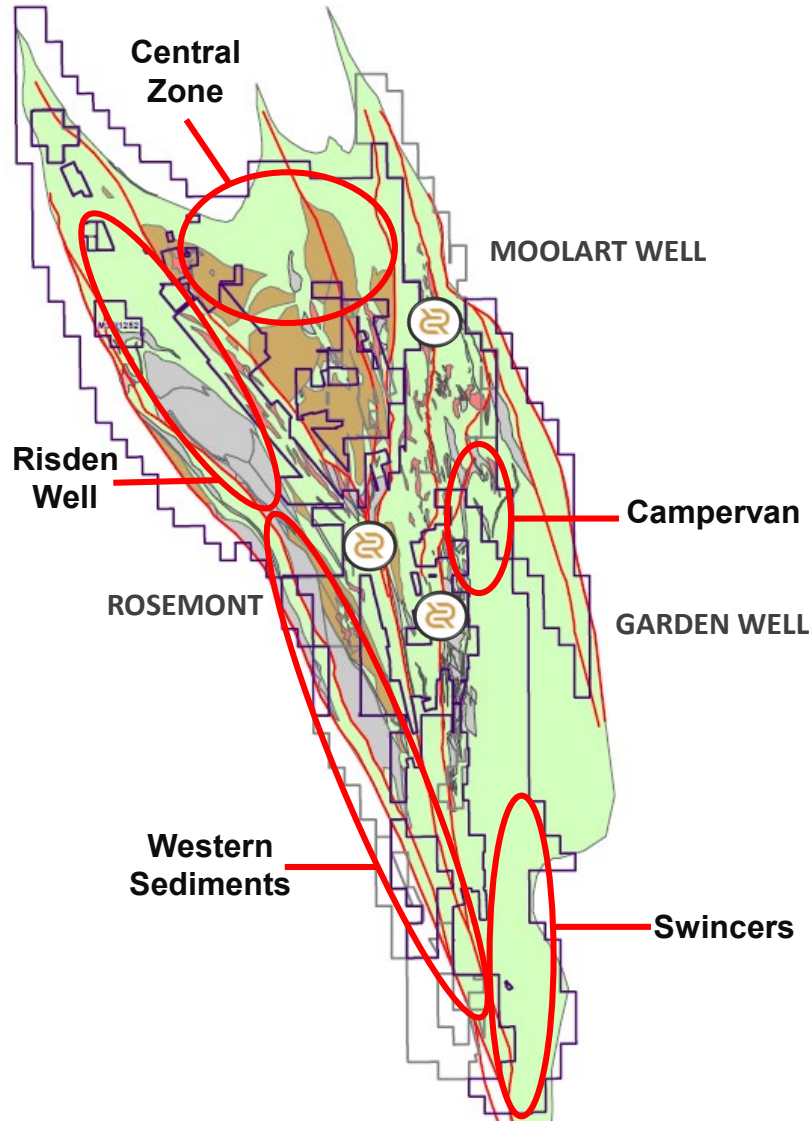 Central
Zone
MOOLART WELL
Risden
Well
Campervan
ROSEMONT
GARDEN WELL
Western
Sediments
Swincers